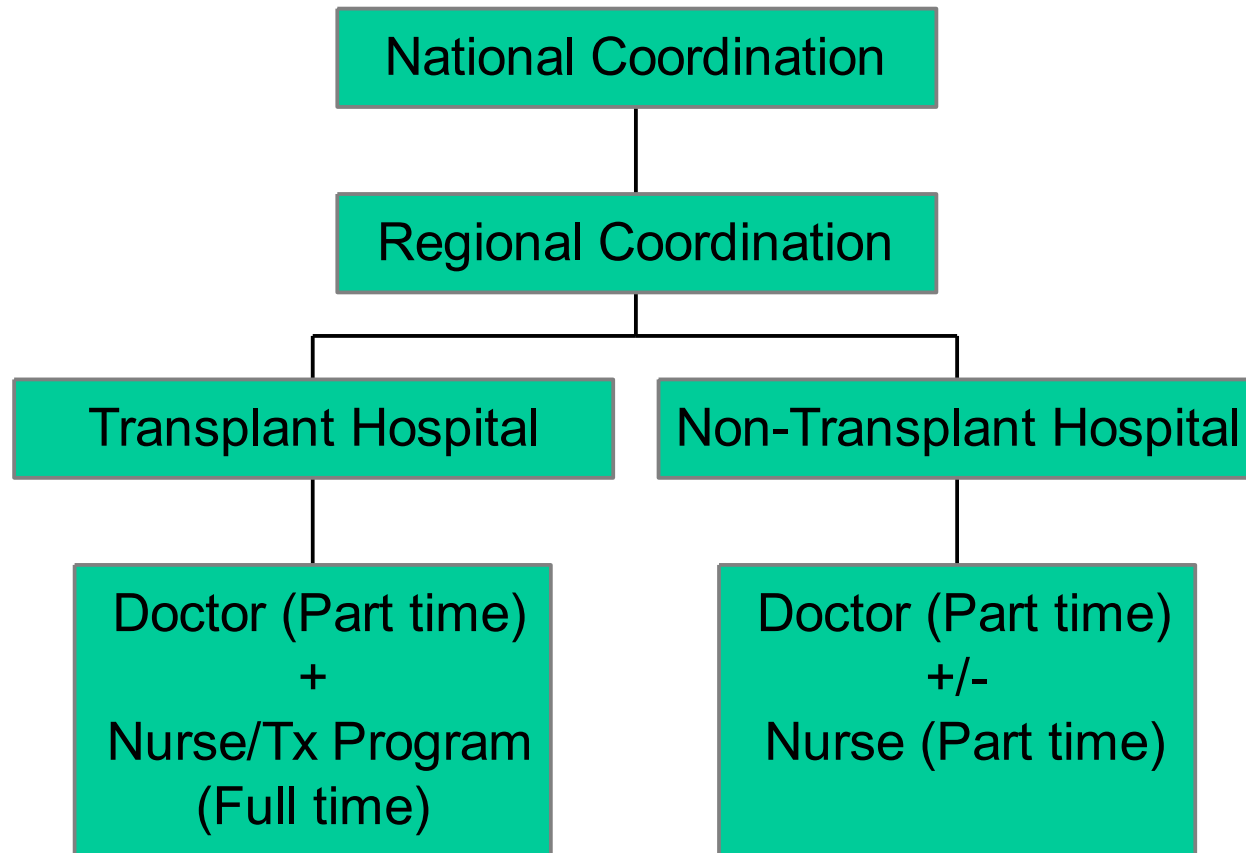 National Coordination
Regional Coordination
Transplant Hospital
Non-Transplant Hospital
Doctor (Part time)
+
Nurse/Tx Program
(Full time)
Doctor (Part time)
+/-
Nurse (Part time)